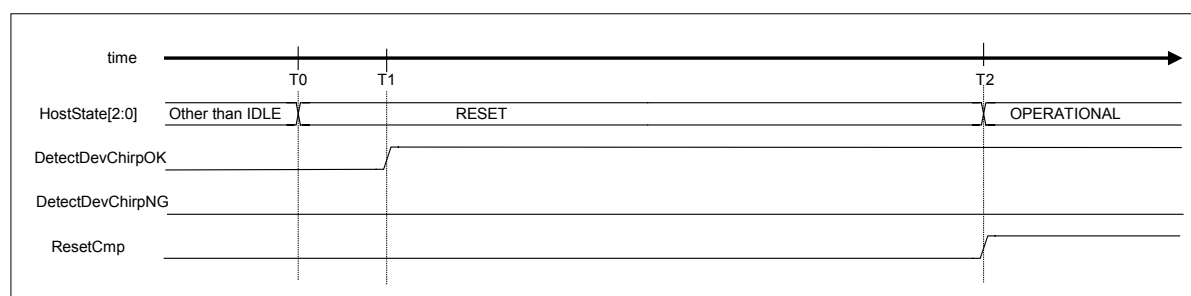 time
T0 T1 T2
HostState[2:0] Other than IDLE RESET OPERATIONAL
DetectDevChirpOK
DetectDevChirpNG
ResetCmp